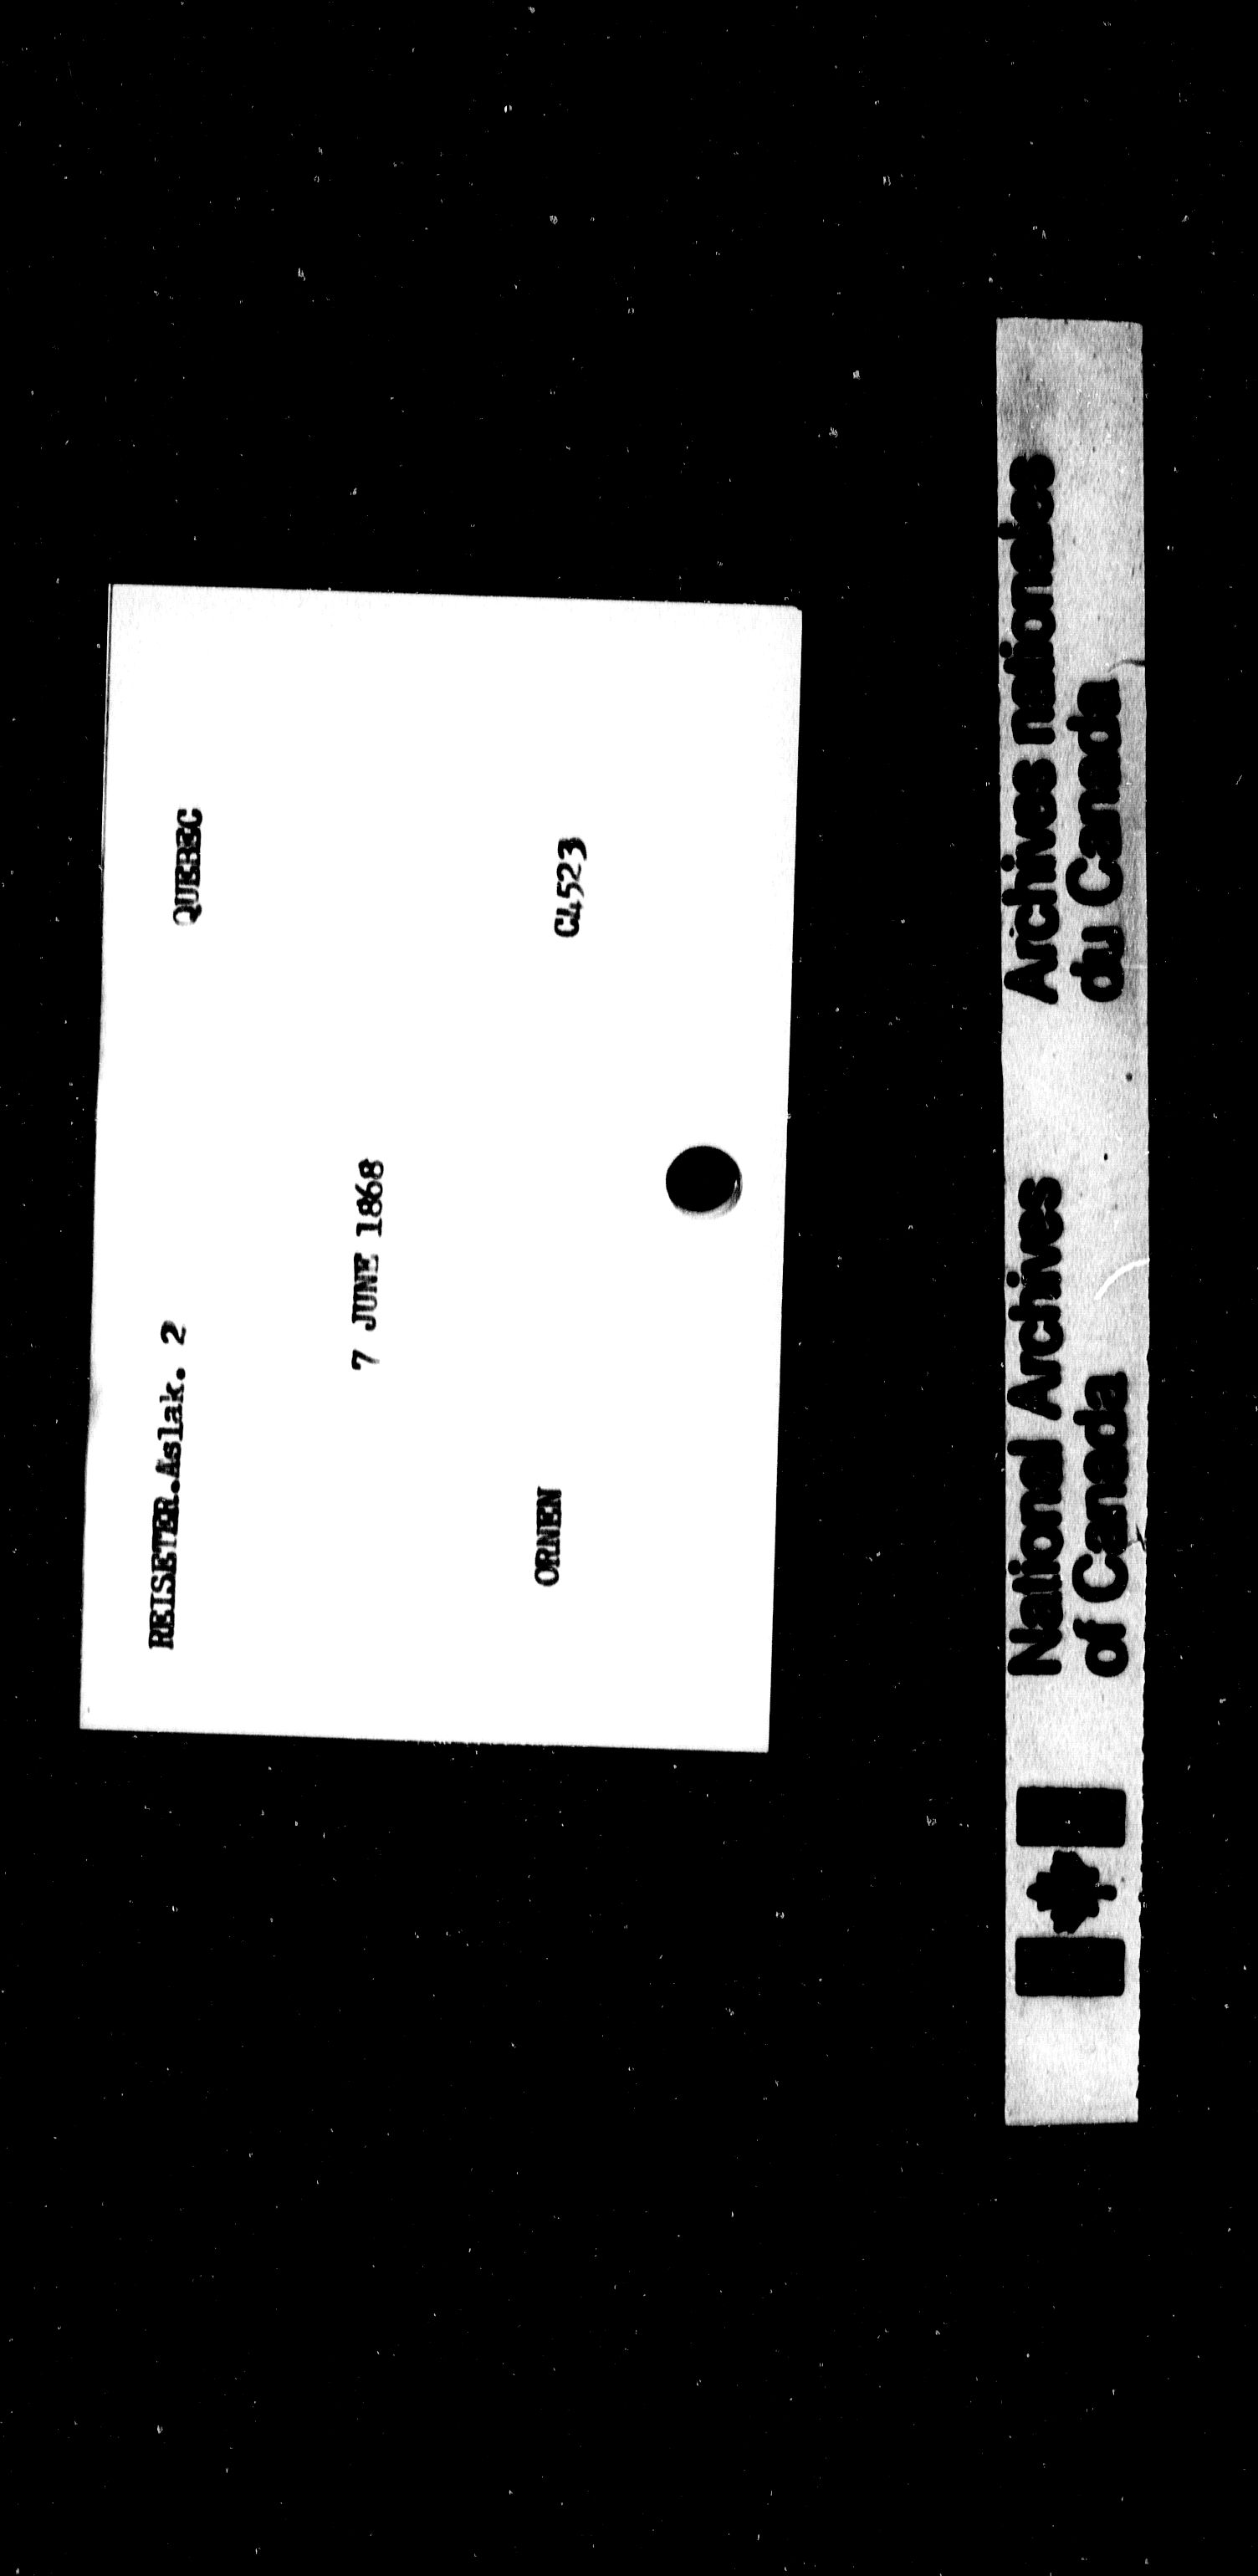 REISETER.Aslak. 2 QUEBEC
7 JUNE 1868
ORNEN C4523
National Archives
of Canada
Archives nationales
du Canada